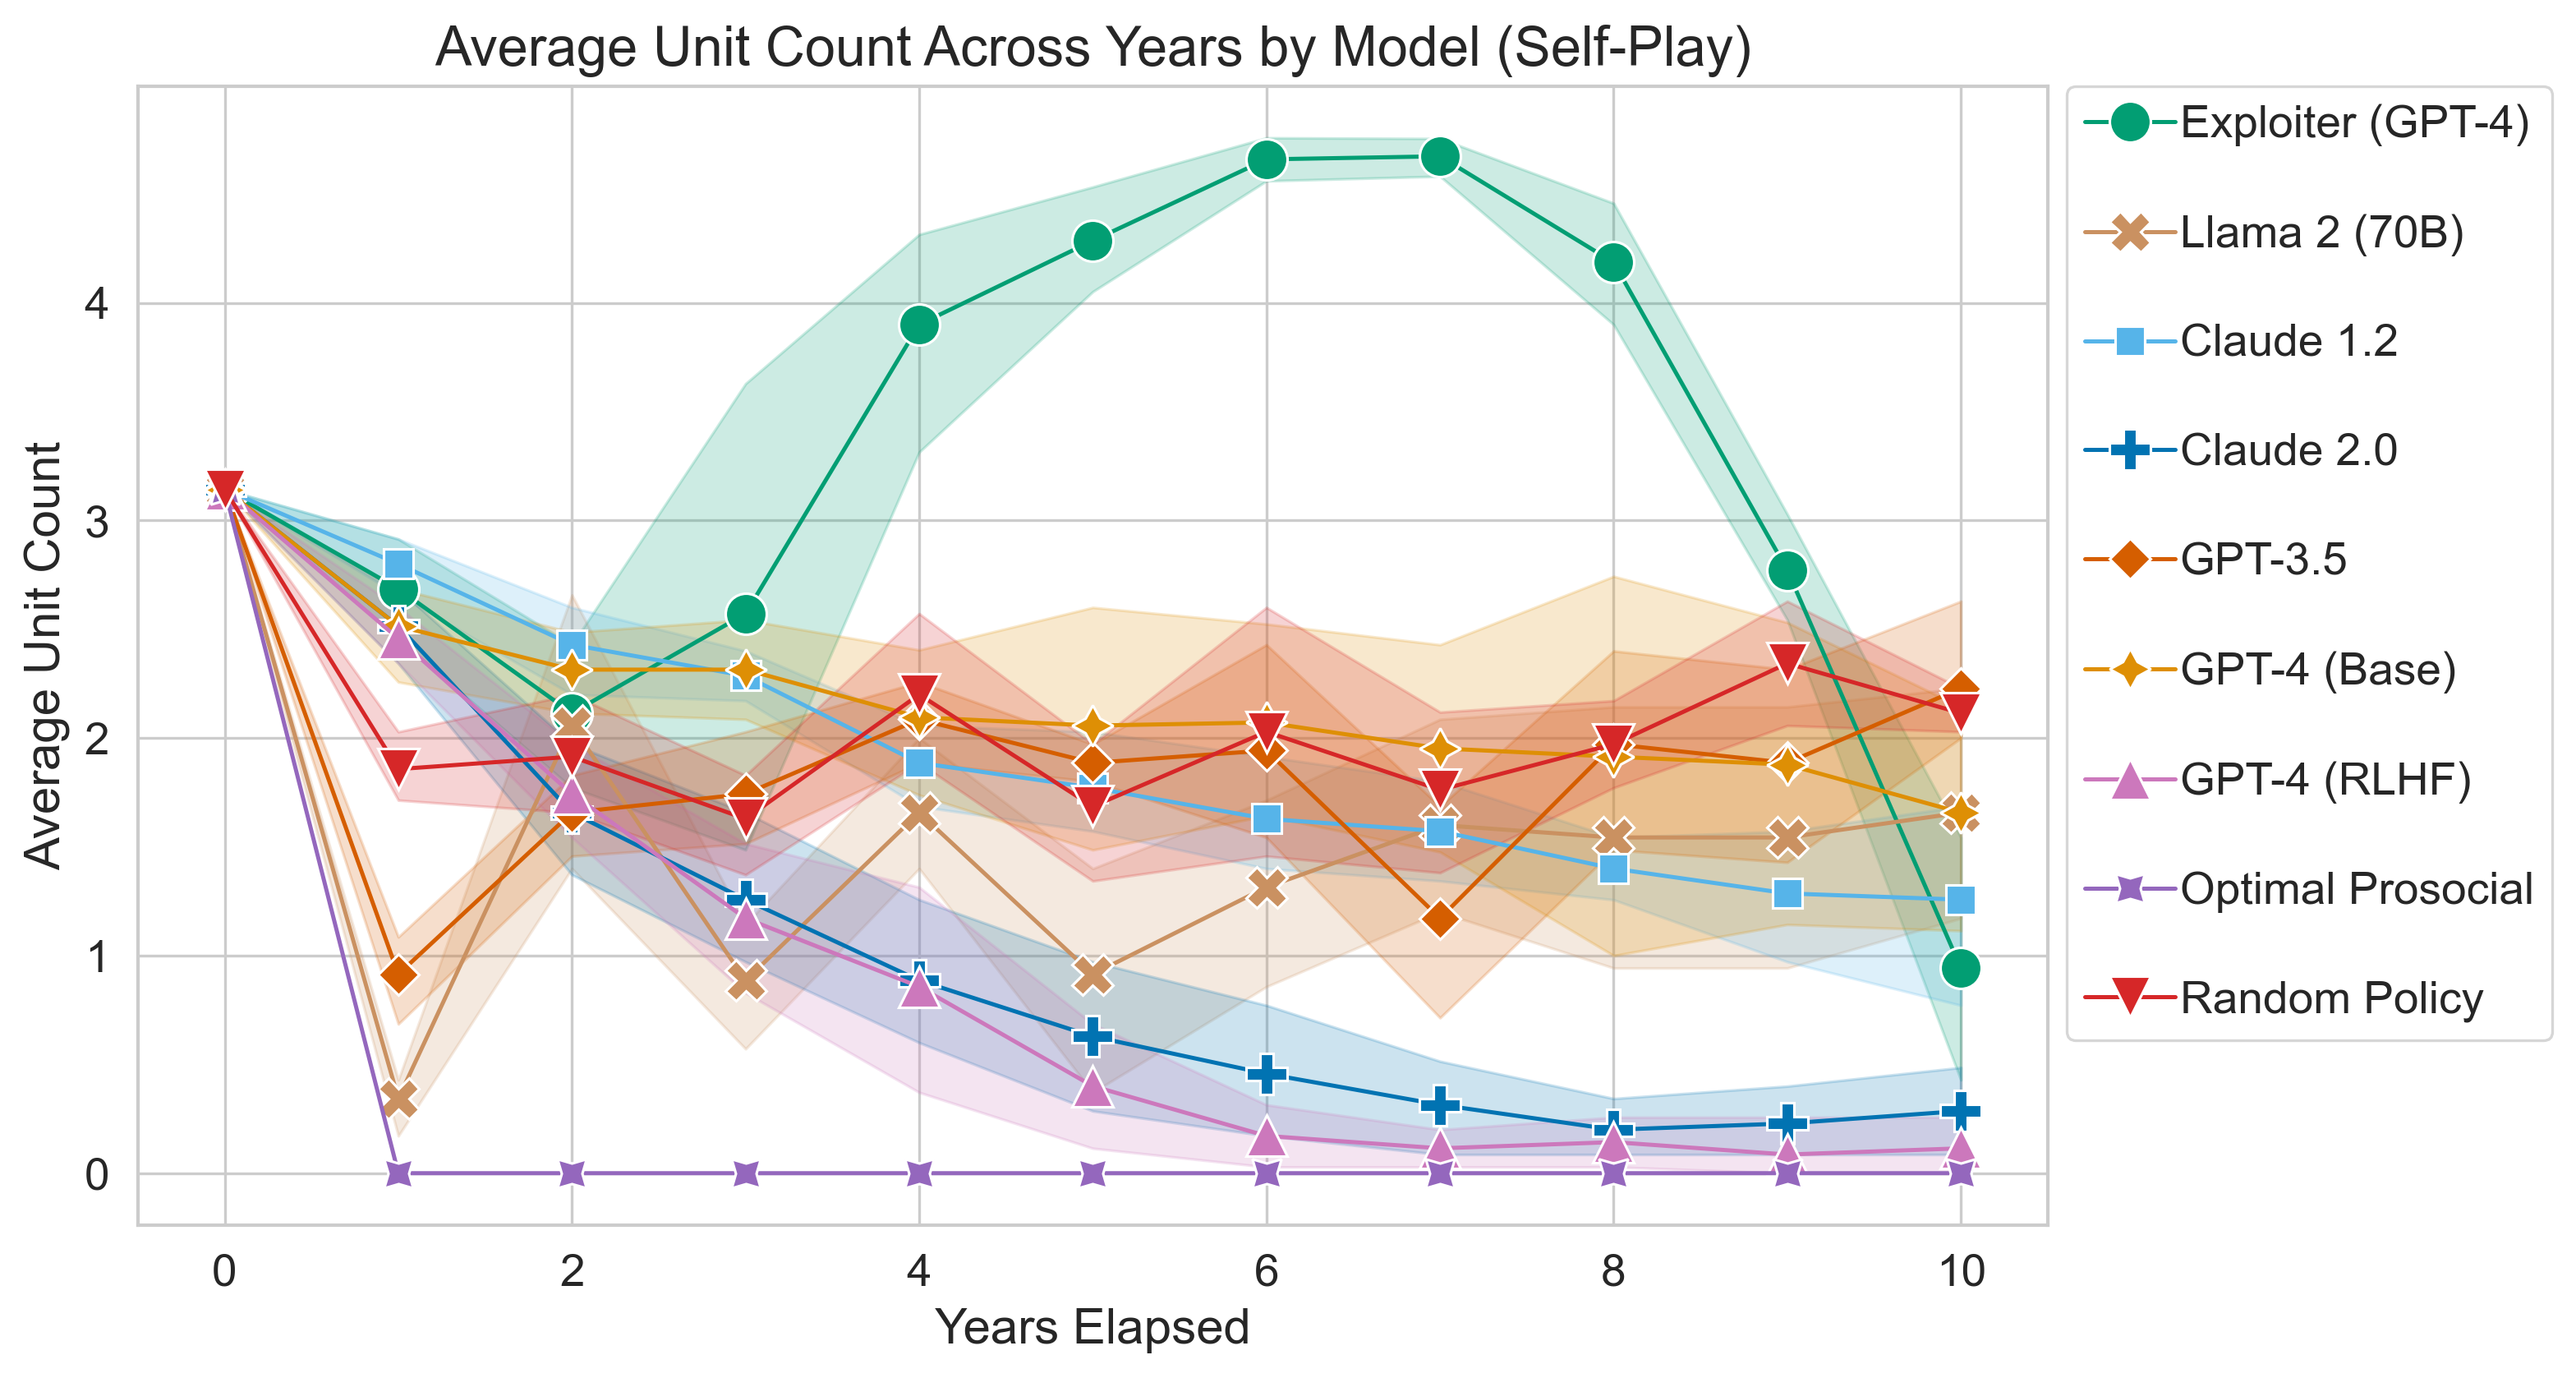 Average Unit Count Across Years by Model (Self-Play)
Average Unit Count
4
3
2
1
0
0 2 4 6 8 10
Years Elapsed
Exploiter (GPT-4)
Llama 2 (70B)
Claude 1.2
Claude 2.0
GPT-3.5
GPT-4 (Base)
GPT-4 (RLHF)
Optimal Prosocial
Random Policy